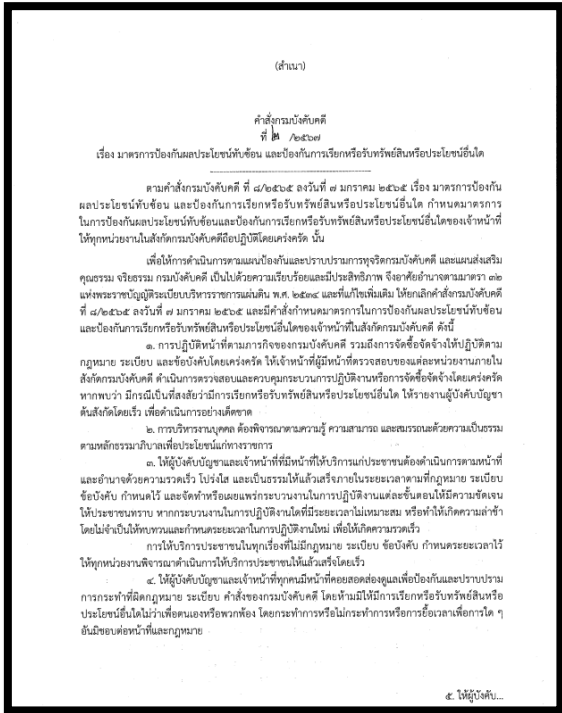 (สำเนา)
คำสั่งกรมบังคับคดี
ที่ ๒ /๒๕๖๗
เรื่อง มาตรการป้องกันผลประโยชน์ทับซ้อน และป้องกันการเรียกหรือรับทรัพย์สินหรือประโยชน์อื่นใด
ตามคำสั่งกรมบังคับคดี ที่ ๘/๒๕๖๕ ลงวันที่ ๗ มกราคม ๒๕๖๕ เรื่อง มาตรการป้องกัน
ผลประโยชน์ทับซ้อน และป้องกันการเรียกหรือรับทรัพย์สินหรือประโยชน์อื่นใด กำหนดมาตรการ
ในการป้องกันผลประโยชน์ทับซ้อนและป้องกันการเรียกหรือรับทรัพย์สินหรือประโยชน์อื่นใดของเจ้าหน้าที่
ให้ทุกหน่วยงานในสังกัดกรมบังคับคดีถือปฏิบัติโดยเคร่งครัด นั้น
เพื่อให้การดำเนินการตามแผนป้องกันและปราบปรามการทุจริตกรมบังคับคดี และแผนส่งเสริม
คุณธรรม จริยธรรม กรมบังคับคดี เป็นไปด้วยความเรียบร้อยและมีประสิทธิภาพ จึงอาศัยอำนาจตามมาตรา ๓๒
แห่งพระราชบัญญัติระเบียบบริหารราชการแผ่นดิน พ.ศ. ๒๕๓๔ และที่แก้ไขเพิ่มเติม ให้ยกเลิกคำสั่งกรมบังคับคดี
ที่ ๘/๒๕๖๕ ลงวันที่ ๗ มกราคม ๒๕๖๕ และมีคำสั่งกำหนดมาตรการในการป้องกันผลประโยชน์ทับซ้อน
และป้องกันการเรียกหรือรับทรัพย์สินหรือประโยชน์อื่นใดของเจ้าหน้าที่ในสังกัดกรมบังคับคดี ดังนี้
๑. การปฏิบัติหน้าที่ตามภารกิจของกรมบังคับคดี รวมถึงการจัดซื้อจัดจ้างให้ปฏิบัติตาม
กฎหมาย ระเบียบ และข้อบังคับโดยเคร่งครัด ให้เจ้าหน้าที่ผู้มีหน้าที่ตรวจสอบของแต่ละหน่วยงานภายใน
สังกัดกรมบังคับคดี ดำเนินการตรวจสอบและควบคุมกระบวนการปฏิบัติงานหรือการจัดซื้อจัดจ้างโดยเคร่งครัด
หากพบว่า มีกรณีเป็นที่สงสัยว่ามีการเรียกหรือรับทรัพย์สินหรือประโยชน์อื่นใด ให้รายงานผู้บังคับบัญชา
ต้นสังกัดโดยเร็ว เพื่อดำเนินการอย่างเด็ดขาด
๒. การบริหารงานบุคคล ต้องพิจารณาตามความรู้ ความสามารถ และสมรรถนะด้วยความเป็นธรรม
ตามหลักธรรมาภิบาลเพื่อประโยชน์แก่ทางราชการ
๓. ให้ผู้บังคับบัญชาและเจ้าหน้าที่ที่มีหน้าที่ให้บริการแก่ประชาชนต้องดำเนินการตามหน้าที่
และอำนาจด้วยความรวดเร็ว โปร่งใส และเป็นธรรมให้แล้วเสร็จภายในระยะเวลาตามที่กฎหมาย ระเบียบ
ข้อบังคับ กำหนดไว้ และจัดทำหรือเผยแพร่กระบวนงานในการปฏิบัติงานแต่ละขั้นตอนให้มีความชัดเจน
ให้ประชาชนทราบ หากกระบวนงานในการปฏิบัติงานใดที่มีระยะเวลาไม่เหมาะสม หรือทำให้เกิดความล่าช้า
โดยไม่จำเป็นให้ทบทวนและกำหนดระยะเวลาในการปฏิบัติงานใหม่ เพื่อให้เกิดความรวดเร็ว
การให้บริการประชาชนในทุกเรื่องที่ไม่มีกฎหมาย ระเบียบ ข้อบังคับ กำหนดระยะเวลาไว้
ให้ทุกหน่วยงานพิจารณาดำเนินการให้บริการประชาชนให้แล้วเสร็จโดยเร็ว
๔. ให้ผู้บังคับบัญชาและเจ้าหน้าที่ทุกคนมีหน้าที่คอยสอดส่องดูแลเพื่อป้องกันและปราบปราม
การกระทำที่ผิดกฎหมาย ระเบียบ คำสั่งของกรมบังคับคดี โดยห้ามมิให้มีการเรียกหรือรับทรัพย์สินหรือ
ประโยชน์อื่นใดไม่ว่าเพื่อตนเองหรือพวกพ้อง โดยกระทำการหรือไม่กระทำการหรือการยื้อเวลาเพื่อการใด ๆ
อันมิชอบต่อหน้าที่และกฎหมาย
๕. ให้ผู้บังคับ...